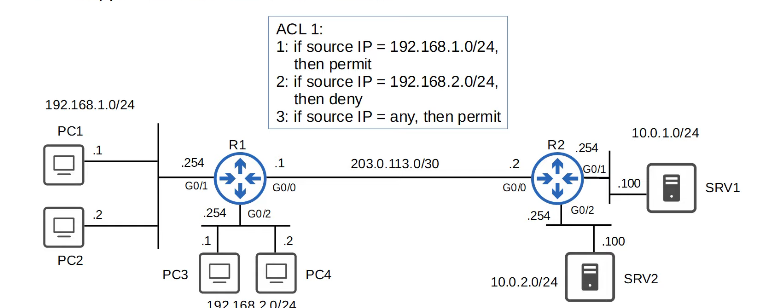 ACL 1:
1: if source IP = 192.168.1.0/24,
then permit
2: if source IP = 192.168.2.0/24,
then deny
3: if source IP = any, then permit
192.168.1.0/24
PC1
.1
.2
PC2
R1
.254
G0/1
.1
G0/0
.254
G0/2
.1
.2
PC3
PC4
192.168.2.0/24
203.0.113.0/30
R2
.2
G0/0
.254
G0/1
10.0.1.0/24
.100
SRV1
.254
G0/2
.100
10.0.2.0/24
SRV2